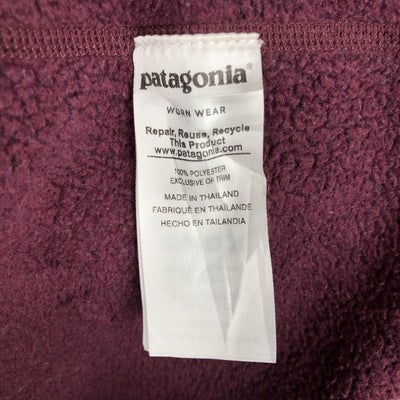 patagonia®
WORN WEAR
Repair, Reuse, Recycle
This Product
www.patagonia.com
100% POLYESTER
EXCLUSIVE OF TRIM
MADE IN THAILAND
FABRIQUÉ EN THAÏLANDE
HECHO EN TAILANDIA